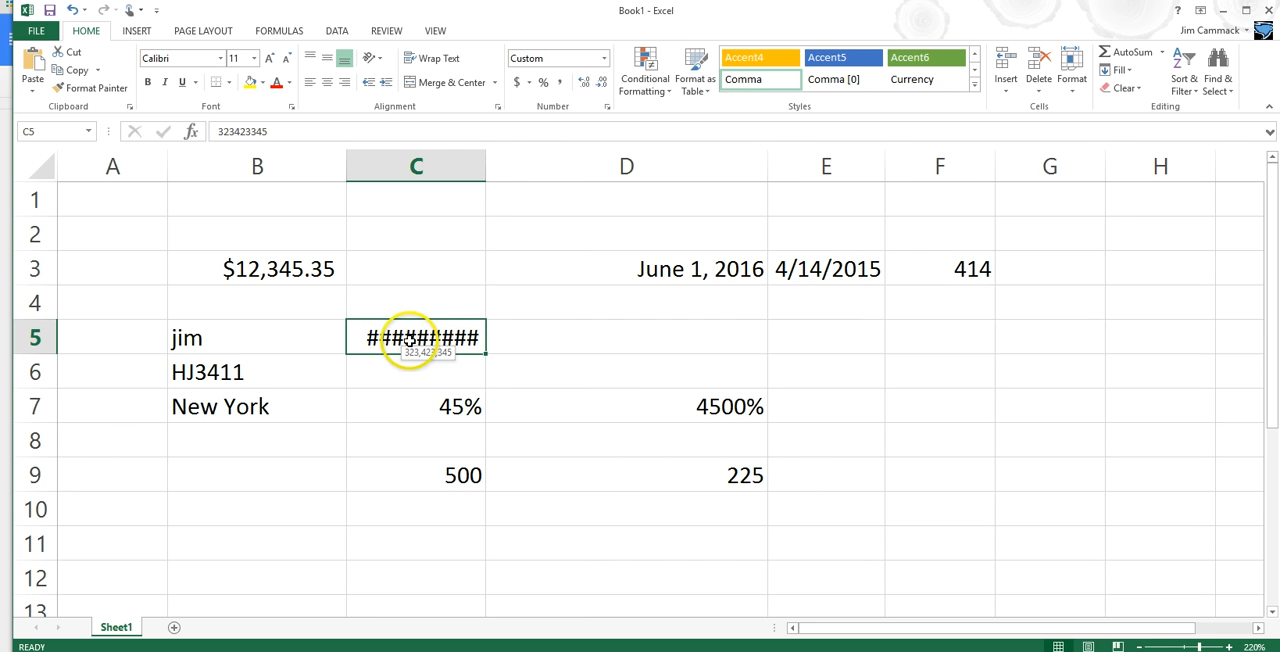 Book1 - Excel
?
FILE HOME INSERT PAGE LAYOUT FORMULAS DATA REVIEW VIEW Jim Cammack
Paste
Cut
Copy
Format Painter
Clipboard
Calibri 11
B I U
Font
Wrap Text
Merge & Center
Alignment
Custom
$ % ,
Number
Conditional Formatting
Format as Table
Accent4 Accent5 Accent6
Comma Comma [0] Currency
Styles
Insert Delete Format
Cells
AutoSum
Fill
Clear
Sort & Filter
Find & Select
Editing
C5 fx 323423345
A B C D E F G H
1
2
3 $12,345.35 June 1, 2016 4/14/2015 414
4
5 jim #########
323,423,345
6 HJ3411
7 New York 45% 4500%
8
9 500 225
10
11
12
13
Sheet1
READY 220%